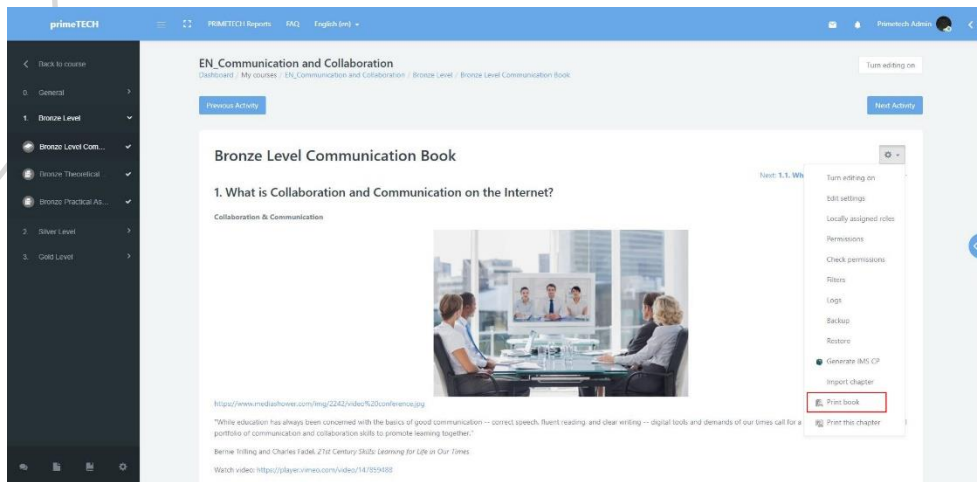 primeTECH
PRIMETECH Reports FAQ English (en)
Primetech Admin
Back to course
0. General
1. Bronze Level
Bronze Level Com...
Bronze Theoretical ...
Bronze Practical As...
2. Silver Level
3. Gold Level
EN_Communication and Collaboration
Dashboard / My courses / EN_Communication and Collaboration / Bronze Level / Bronze Level Communication Book
Turn editing on
Previous Activity
Next Activity
Bronze Level Communication Book
Next: 1.1. Wh
1. What is Collaboration and Communication on the Internet?
Collaboration & Communication
https://www.mediashower.com/img/2242/video%20conference.jpg
"While education has always been concerned with the basics of good communication -- correct speech, fluent reading, and clear writing -- digital tools and demands of our times call for a
portfolio of communication and collaboration skills to promote learning together."
Bernie Trilling and Charles Fadel, 21st Century Skills: Learning for Life in Our Times
Watch video: https://player.vimeo.com/video/147859488
Turn editing on
Edit settings
Locally assigned roles
Permissions
Check permissions
Filters
Logs
Backup
Restore
Generate IMS CP
Import chapter
Print book
Print this chapter